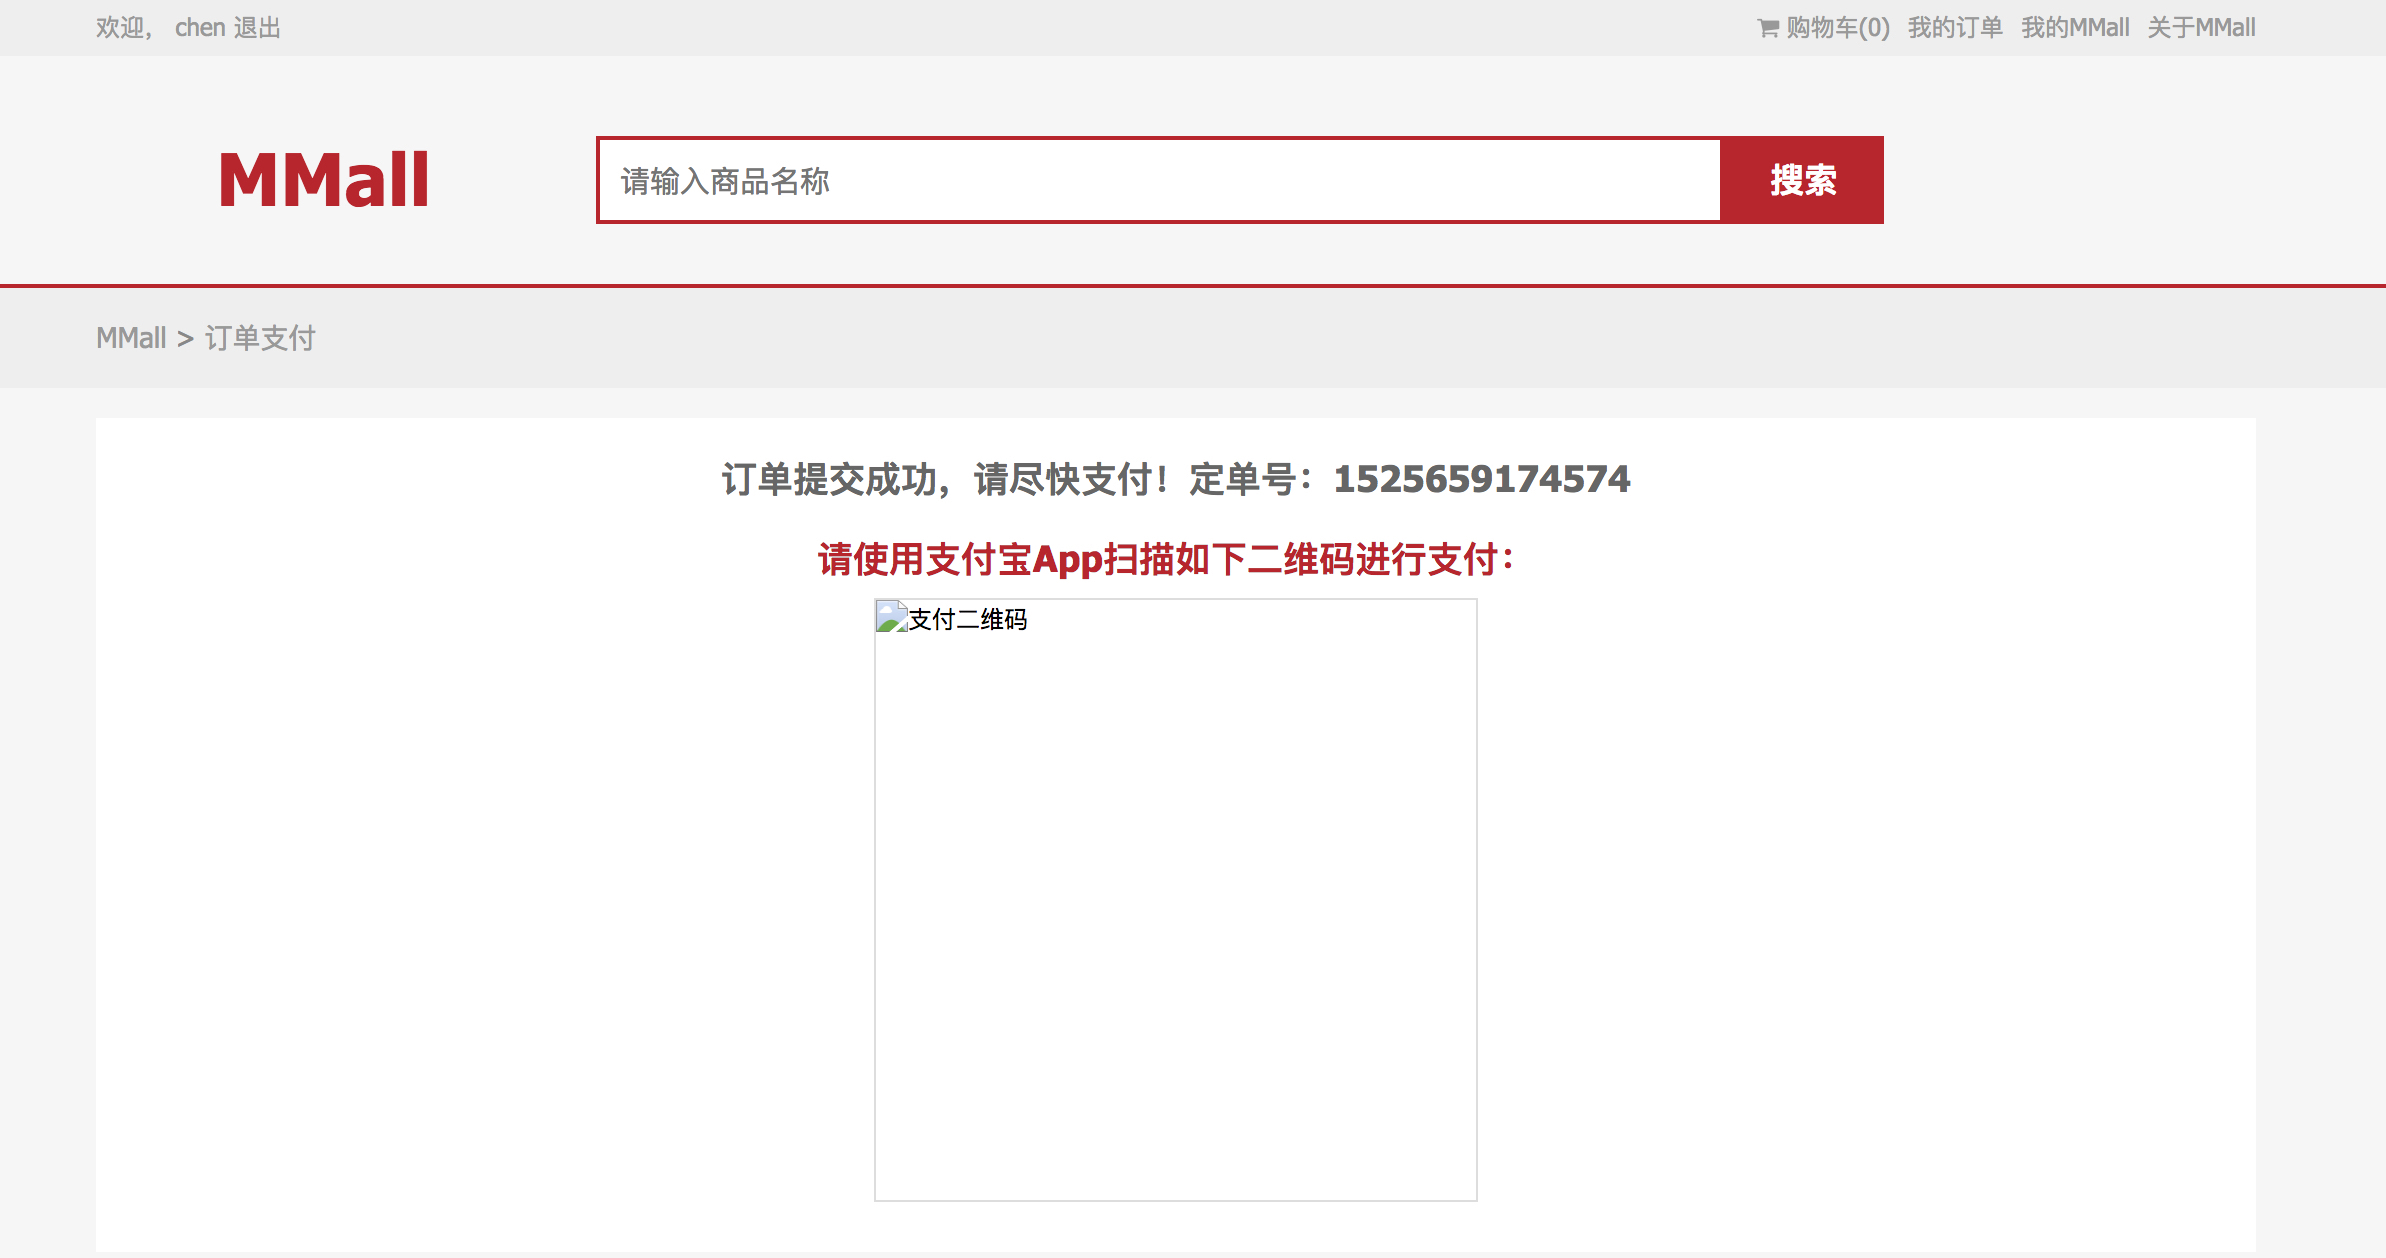 欢迎， chen 退出
购物车(0) 我的订单 我的MMall 关于MMall
MMall
请输入商品名称
搜索
MMall > 订单支付
订单提交成功，请尽快支付！定单号：1525659174574
请使用支付宝App扫描如下二维码进行支付：
支付二维码